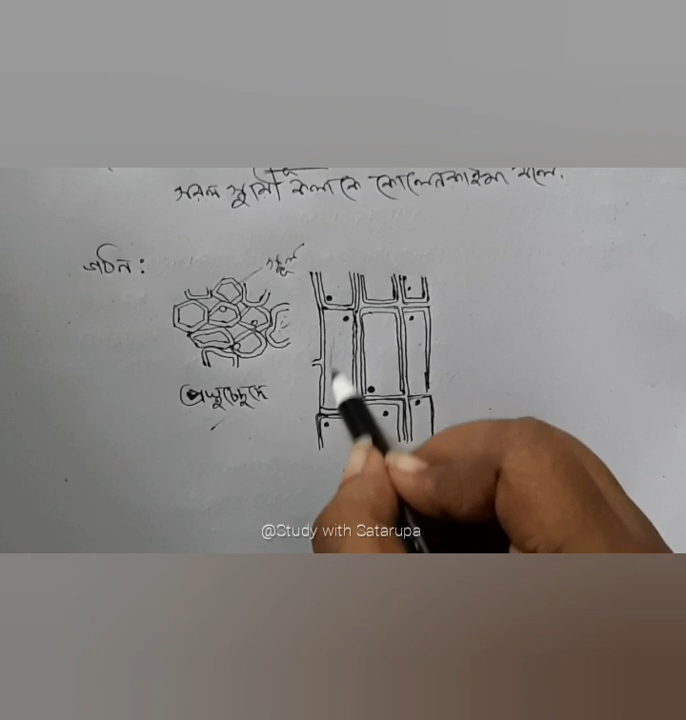 সরল স্থায়ী কলাকে কোলেনকাইমা বলে.
গঠন :
প্রস্থচ্ছেদে
@Study with Satarupa